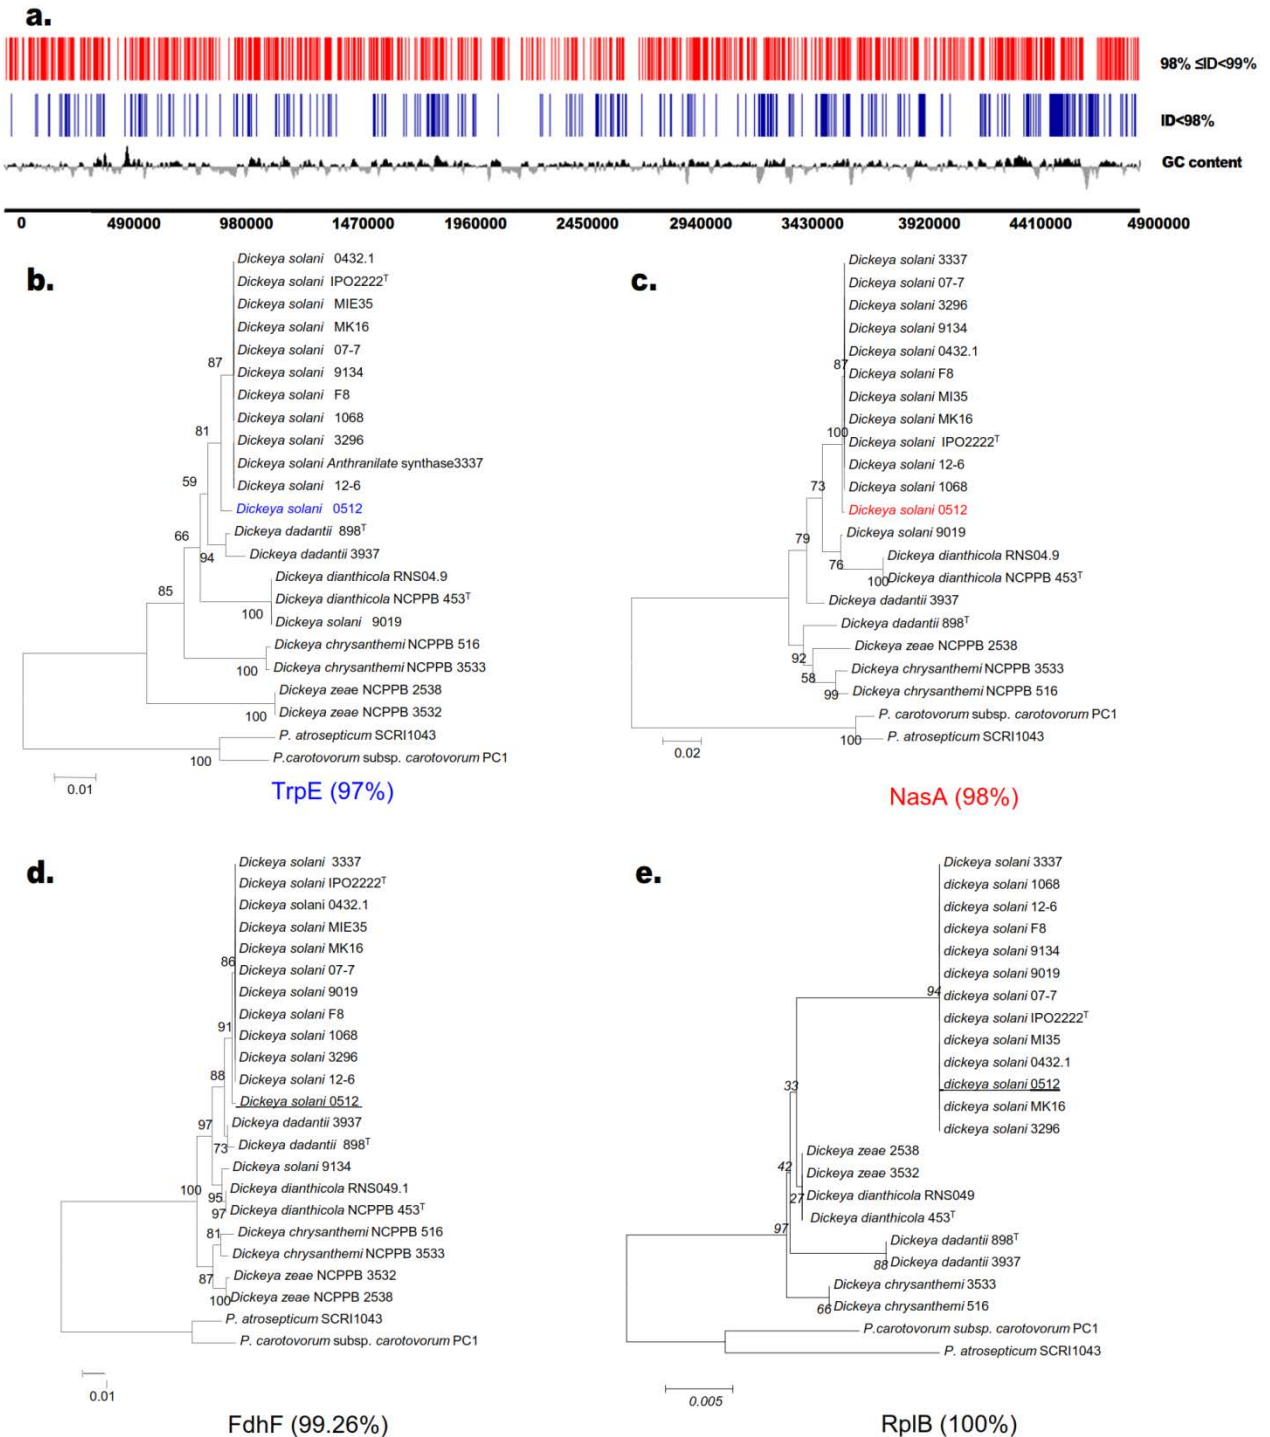 a.
98% ≤ID<99%
ID<98%
GC content
0 490000 980000 1470000 1960000 2450000 2940000 3430000 3920000 4410000 4900000
b.
Dickeya solani 0432.1
Dickeya solani IPO2222T
Dickeya solani MIE35
Dickeya solani MK16
Dickeya solani 07-7
87
Dickeya solani 9134
Dickeya solani F8
Dickeya solani 1068
81
Dickeya solani 3296
Dickeya solani Anthranilate synthase3337
59
Dickeya solani 12-6
Dickeya solani 0512
Dickeya dadantii 898T
66
94
Dickeya dadantii 3937
Dickeya dianthicola RNS04.9
85
Dickeya dianthicola NCPPB 453T
100
Dickeya solani 9019
Dickeya chrysanthemi NCPPB 516
100
Dickeya chrysanthemi NCPPB 3533
Dickeya zeae NCPPB 2538
100
Dickeya zeae NCPPB 3532
P. atrosepticum SCRI1043
100
P.carotovorum subsp. carotovorum PC1
0.01
TrpE (97%)
c.
Dickeya solani 3337
Dickeya solani 07-7
Dickeya solani 3296
Dickeya solani 9134
Dickeya solani 0432.1
87
Dickeya solani F8
Dickeya solani MI35
Dickeya solani MK16
100
Dickeya solani IPO2222T
Dickeya solani 12-6
73
Dickeya solani 1068
Dickeya solani 0512
Dickeya solani 9019
79
Dickeya dianthicola RNS04.9
76
100
Dickeya dianthicola NCPPB 453T
Dickeya dadantii 3937
Dickeya dadantii 898T
Dickeya zeae NCPPB 2538
92
Dickeya chrysanthemi NCPPB 3533
58
99
Dickeya chrysanthemi NCPPB 516
P. carotovorum subsp. carotovorum PC1
100
P. atrosepticum SCRI1043
0.02
NasA (98%)
d.
Dickeya solani 3337
Dickeya solani IPO2222T
Dickeya solani 0432.1
Dickeya solani MIE35
Dickeya solani MK16
86
Dickeya solani 07-7
Dickeya solani 9019
Dickeya solani F8
91
Dickeya solani 1068
Dickeya solani 3296
88
Dickeya solani 12-6
Dickeya solani 0512
97
Dickeya dadantii 3937
73
Dickeya dadantii 898T
Dickeya solani 9134
100
Dickeya dianthicola RNS049.1
95
97
Dickeya dianthicola NCPPB 453T
81
Dickeya chrysanthemi NCPPB 516
Dickeya chrysanthemi NCPPB 3533
87
Dickeya zeae NCPPB 3532
100
Dickeya zeae NCPPB 2538
P. atrosepticum SCRI1043
P. carotovorum subsp. carotovorum PC1
0.01
FdhF (99.26%)
e.
Dickeya solani 3337
dickeya solani 1068
dickeya solani 12-6
dickeya solani F8
dickeya solani 9134
dickeya solani 9019
94
dickeya solani 07-7
dickeya solani IPO2222T
dickeya solani MI35
dickeya solani 0432.1
33
dickeya solani 0512
dickeya solani MK16
dickeya solani 3296
Dickeya zeae 2538
42
Dickeya zeae 3532
27
Dickeya dianthicola RNS049
Dickeya dianthicola 453T
97
Dickeya dadantii 898T
88
Dickeya dadantii 3937
Dickeya chrysanthemi 3533
66
Dickeya chrysanthemi 516
P.carotovorum subsp. carotovorum PC1
P. atrosepticum SCRI1043
0.005
RplB (100%)